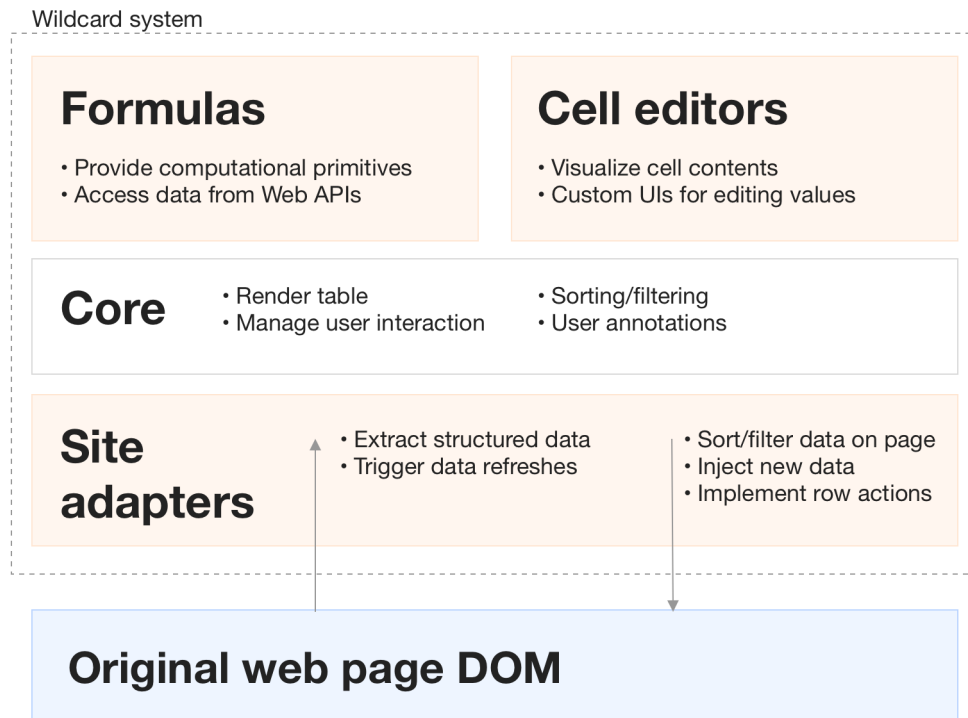 Wildcard system
Formulas
• Provide computational primitives
• Access data from Web APIs
Cell editors
• Visualize cell contents
• Custom UIs for editing values
Core
• Render table
• Manage user interaction
• Sorting/filtering
• User annotations
Site
adapters
• Extract structured data
• Trigger data refreshes
• Sort/filter data on page
• Inject new data
• Implement row actions
Original web page DOM